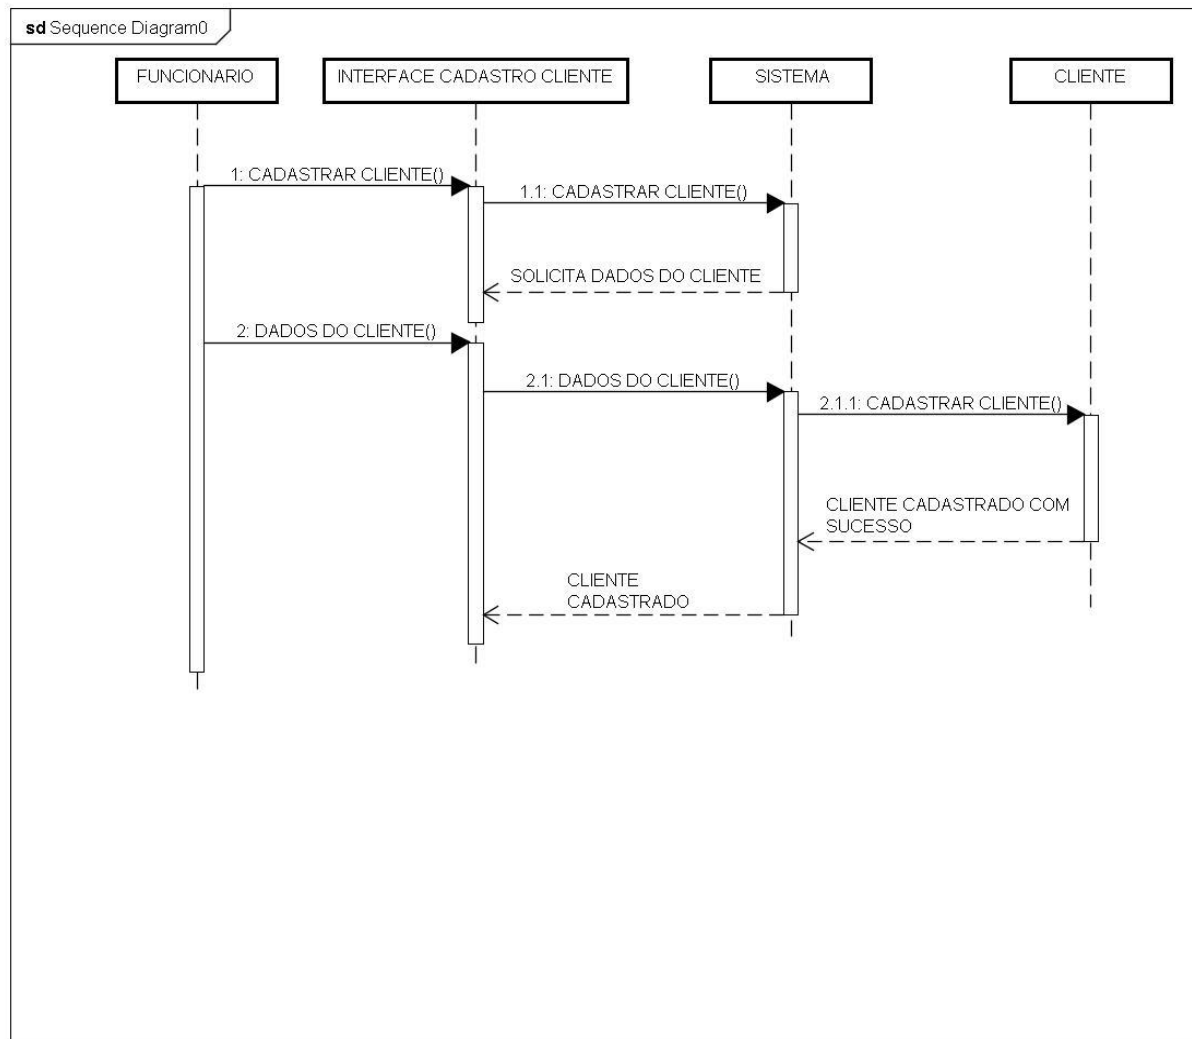 sd Sequence Diagram0
FUNCIONARIO
INTERFACE CADASTRO CLIENTE
SISTEMA
CLIENTE
1: CADASTRAR CLIENTE()
1.1: CADASTRAR CLIENTE()
SOLICITA DADOS DO CLIENTE
2: DADOS DO CLIENTE()
2.1: DADOS DO CLIENTE()
2.1.1: CADASTRAR CLIENTE()
CLIENTE CADASTRADO COM
SUCESSO
CLIENTE
CADASTRADO